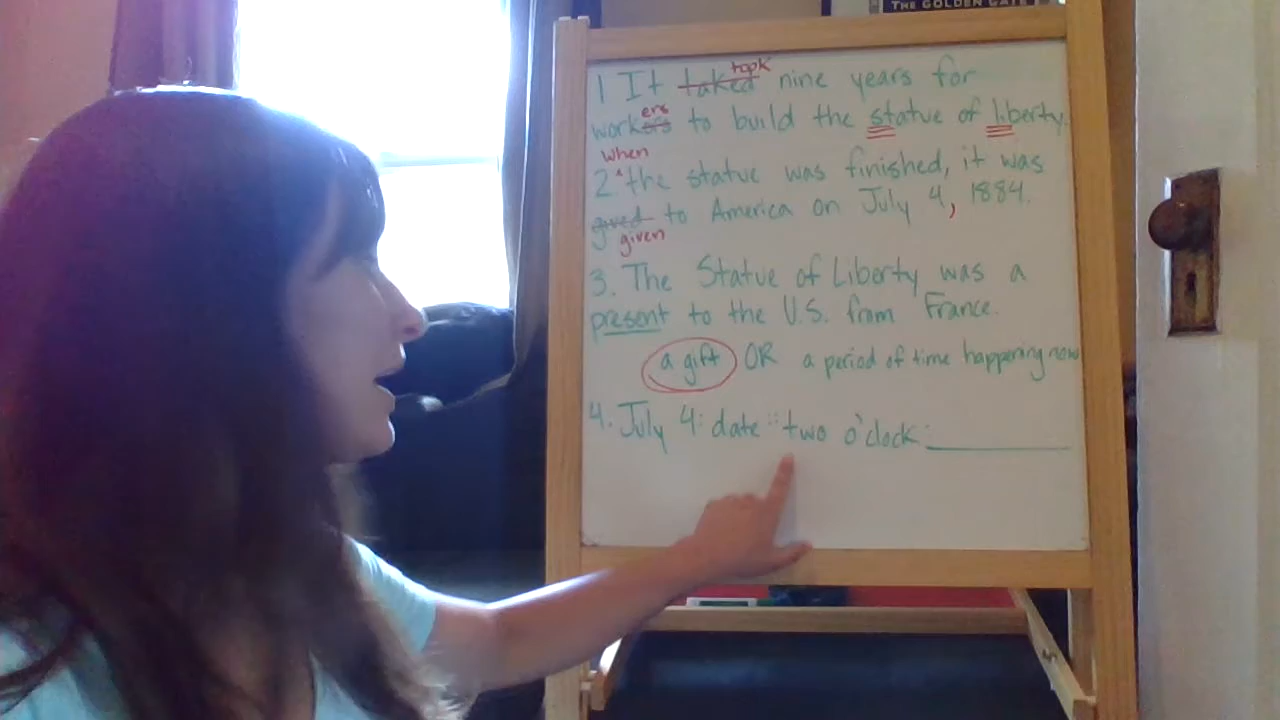 THE GOLDEN GATE
took
1 It taked nine years for
ers
workers to build the statue of liberty.
when
2 ^the statue was finished, it was
gived to America on July 4, 1884.
given
3. The Statue of Liberty was a
present to the U.S. from France.
a gift OR a period of time happening now
4. July 4: date :: two o'clock: ________